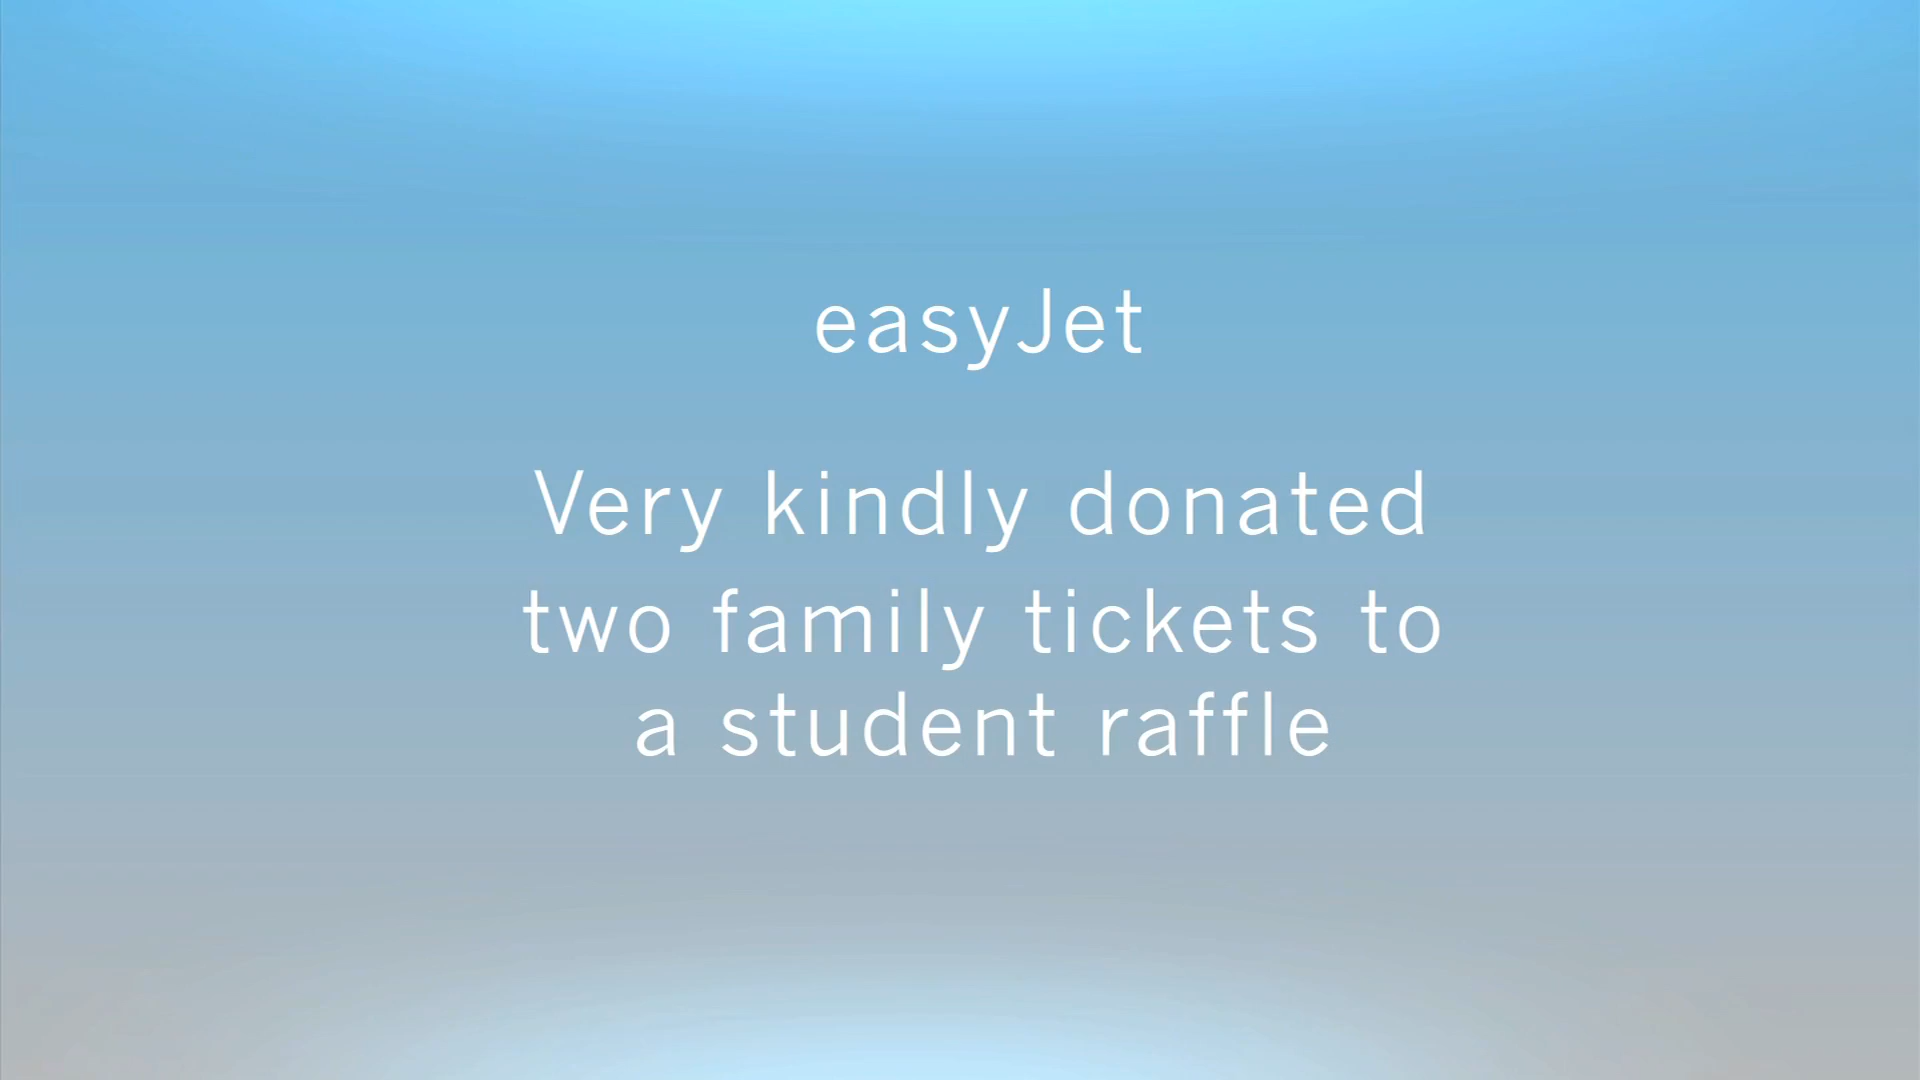 easyJet
Very kindly donated
two family tickets to
a student raffle